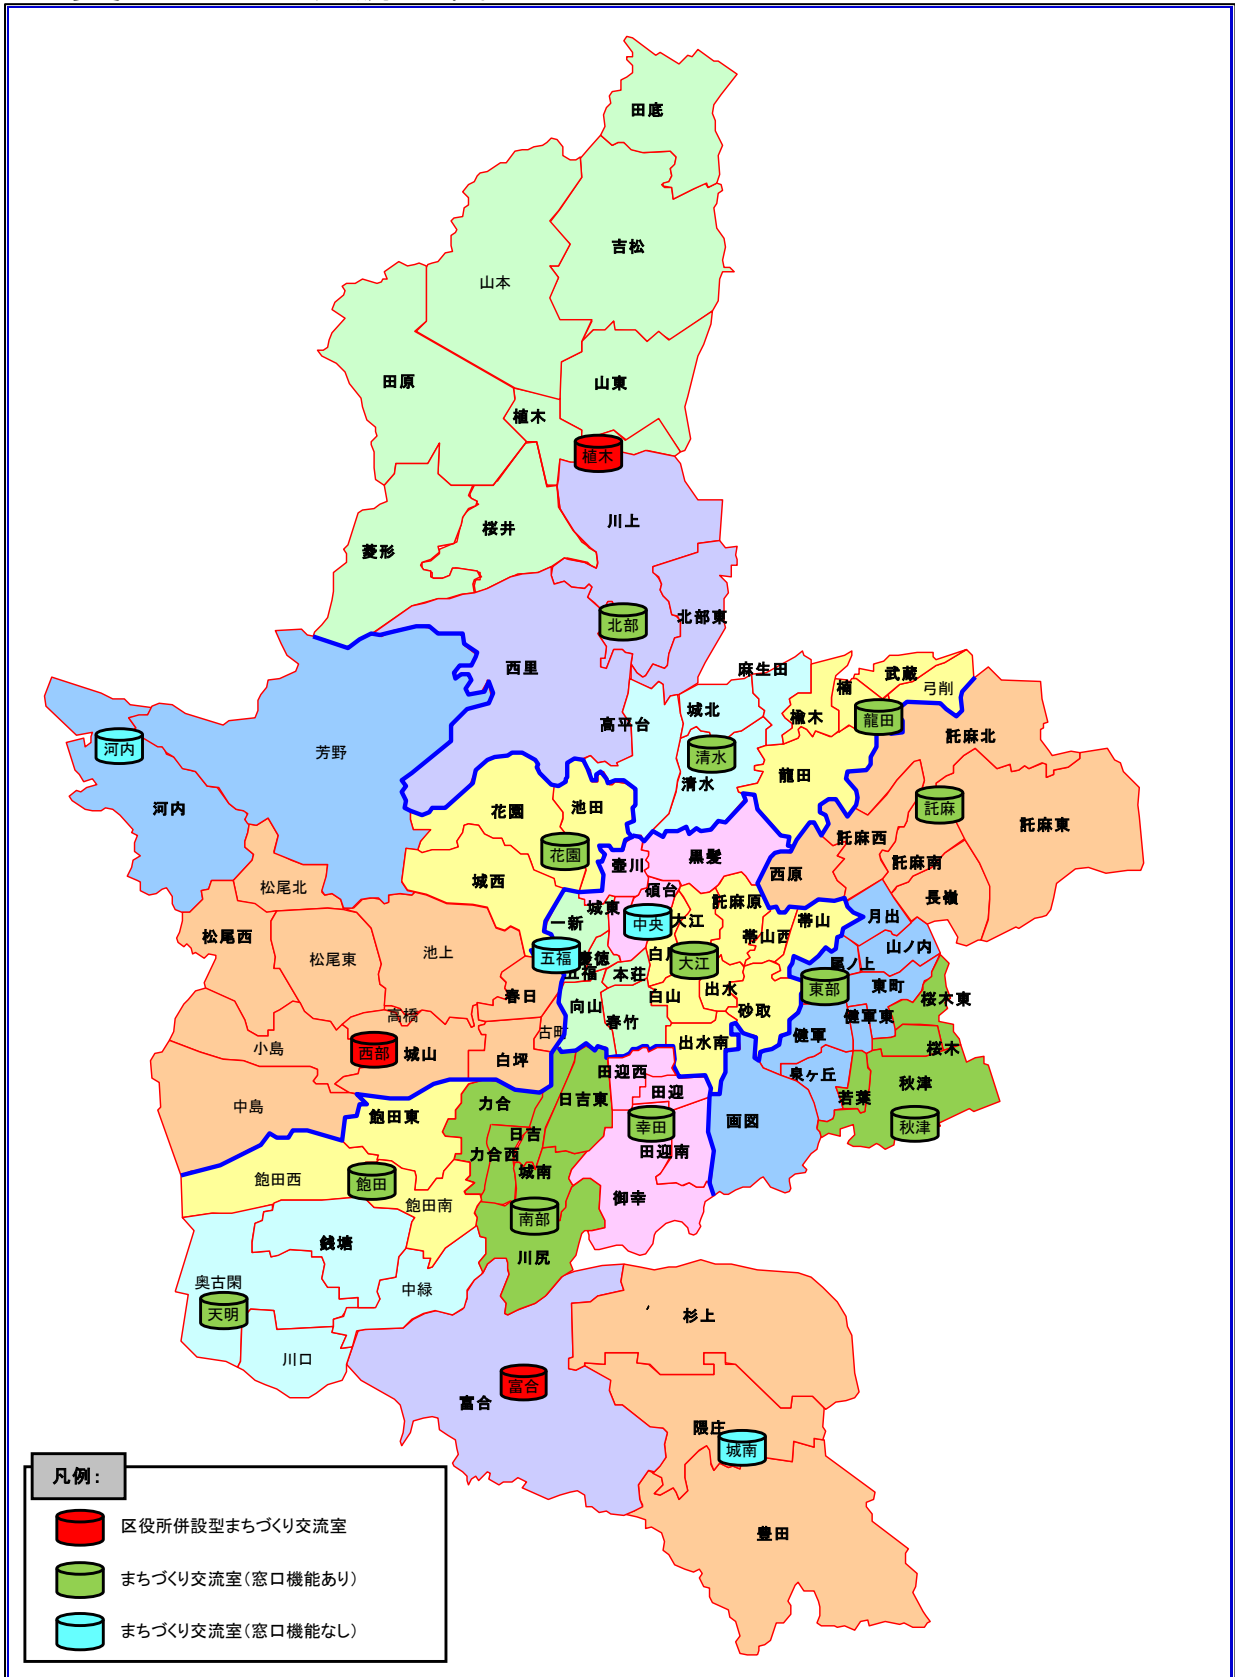 田底
吉松
山本
田原
山東
植木
植木
川上
桜井
菱形
北部
北部東
西里
麻生田
武蔵
楠
弓削
城北
高平台
楡木
龍田
託麻北
河内
芳野
清水
清水
龍田
河内
花園
池田
託麻
託麻東
託麻西
花園
壷川
黒髪
託麻南
西原
城西
松尾北
碩台
託麻原
長嶺
城東
中央
大江
帯山
月出
一新
松尾西
帯山西
山ノ内
池上
松尾東
五福
慶徳
大江
尾ノ上
五福
本荘
東部
東町
春日
白山
出水
桜木東
向山
砂取
高橋
春竹
健軍東
古町
健軍
小島
西部
城山
白坪
出水南
桜木
田迎西
泉ヶ丘
秋津
中島
力合
日吉東
田迎
若葉
飽田東
画図
秋津
日吉
幸田
力合西
田迎南
城南
飽田西
飽田
飽田南
御幸
南部
銭塘
川尻
奥古閑
中緑
天明
杉上
川口
富合
富合
隈庄
城南
凡例：
豊田
区役所併設型まちづくり交流室
まちづくり交流室（窓口機能あり）
まちづくり交流室（窓口機能なし）